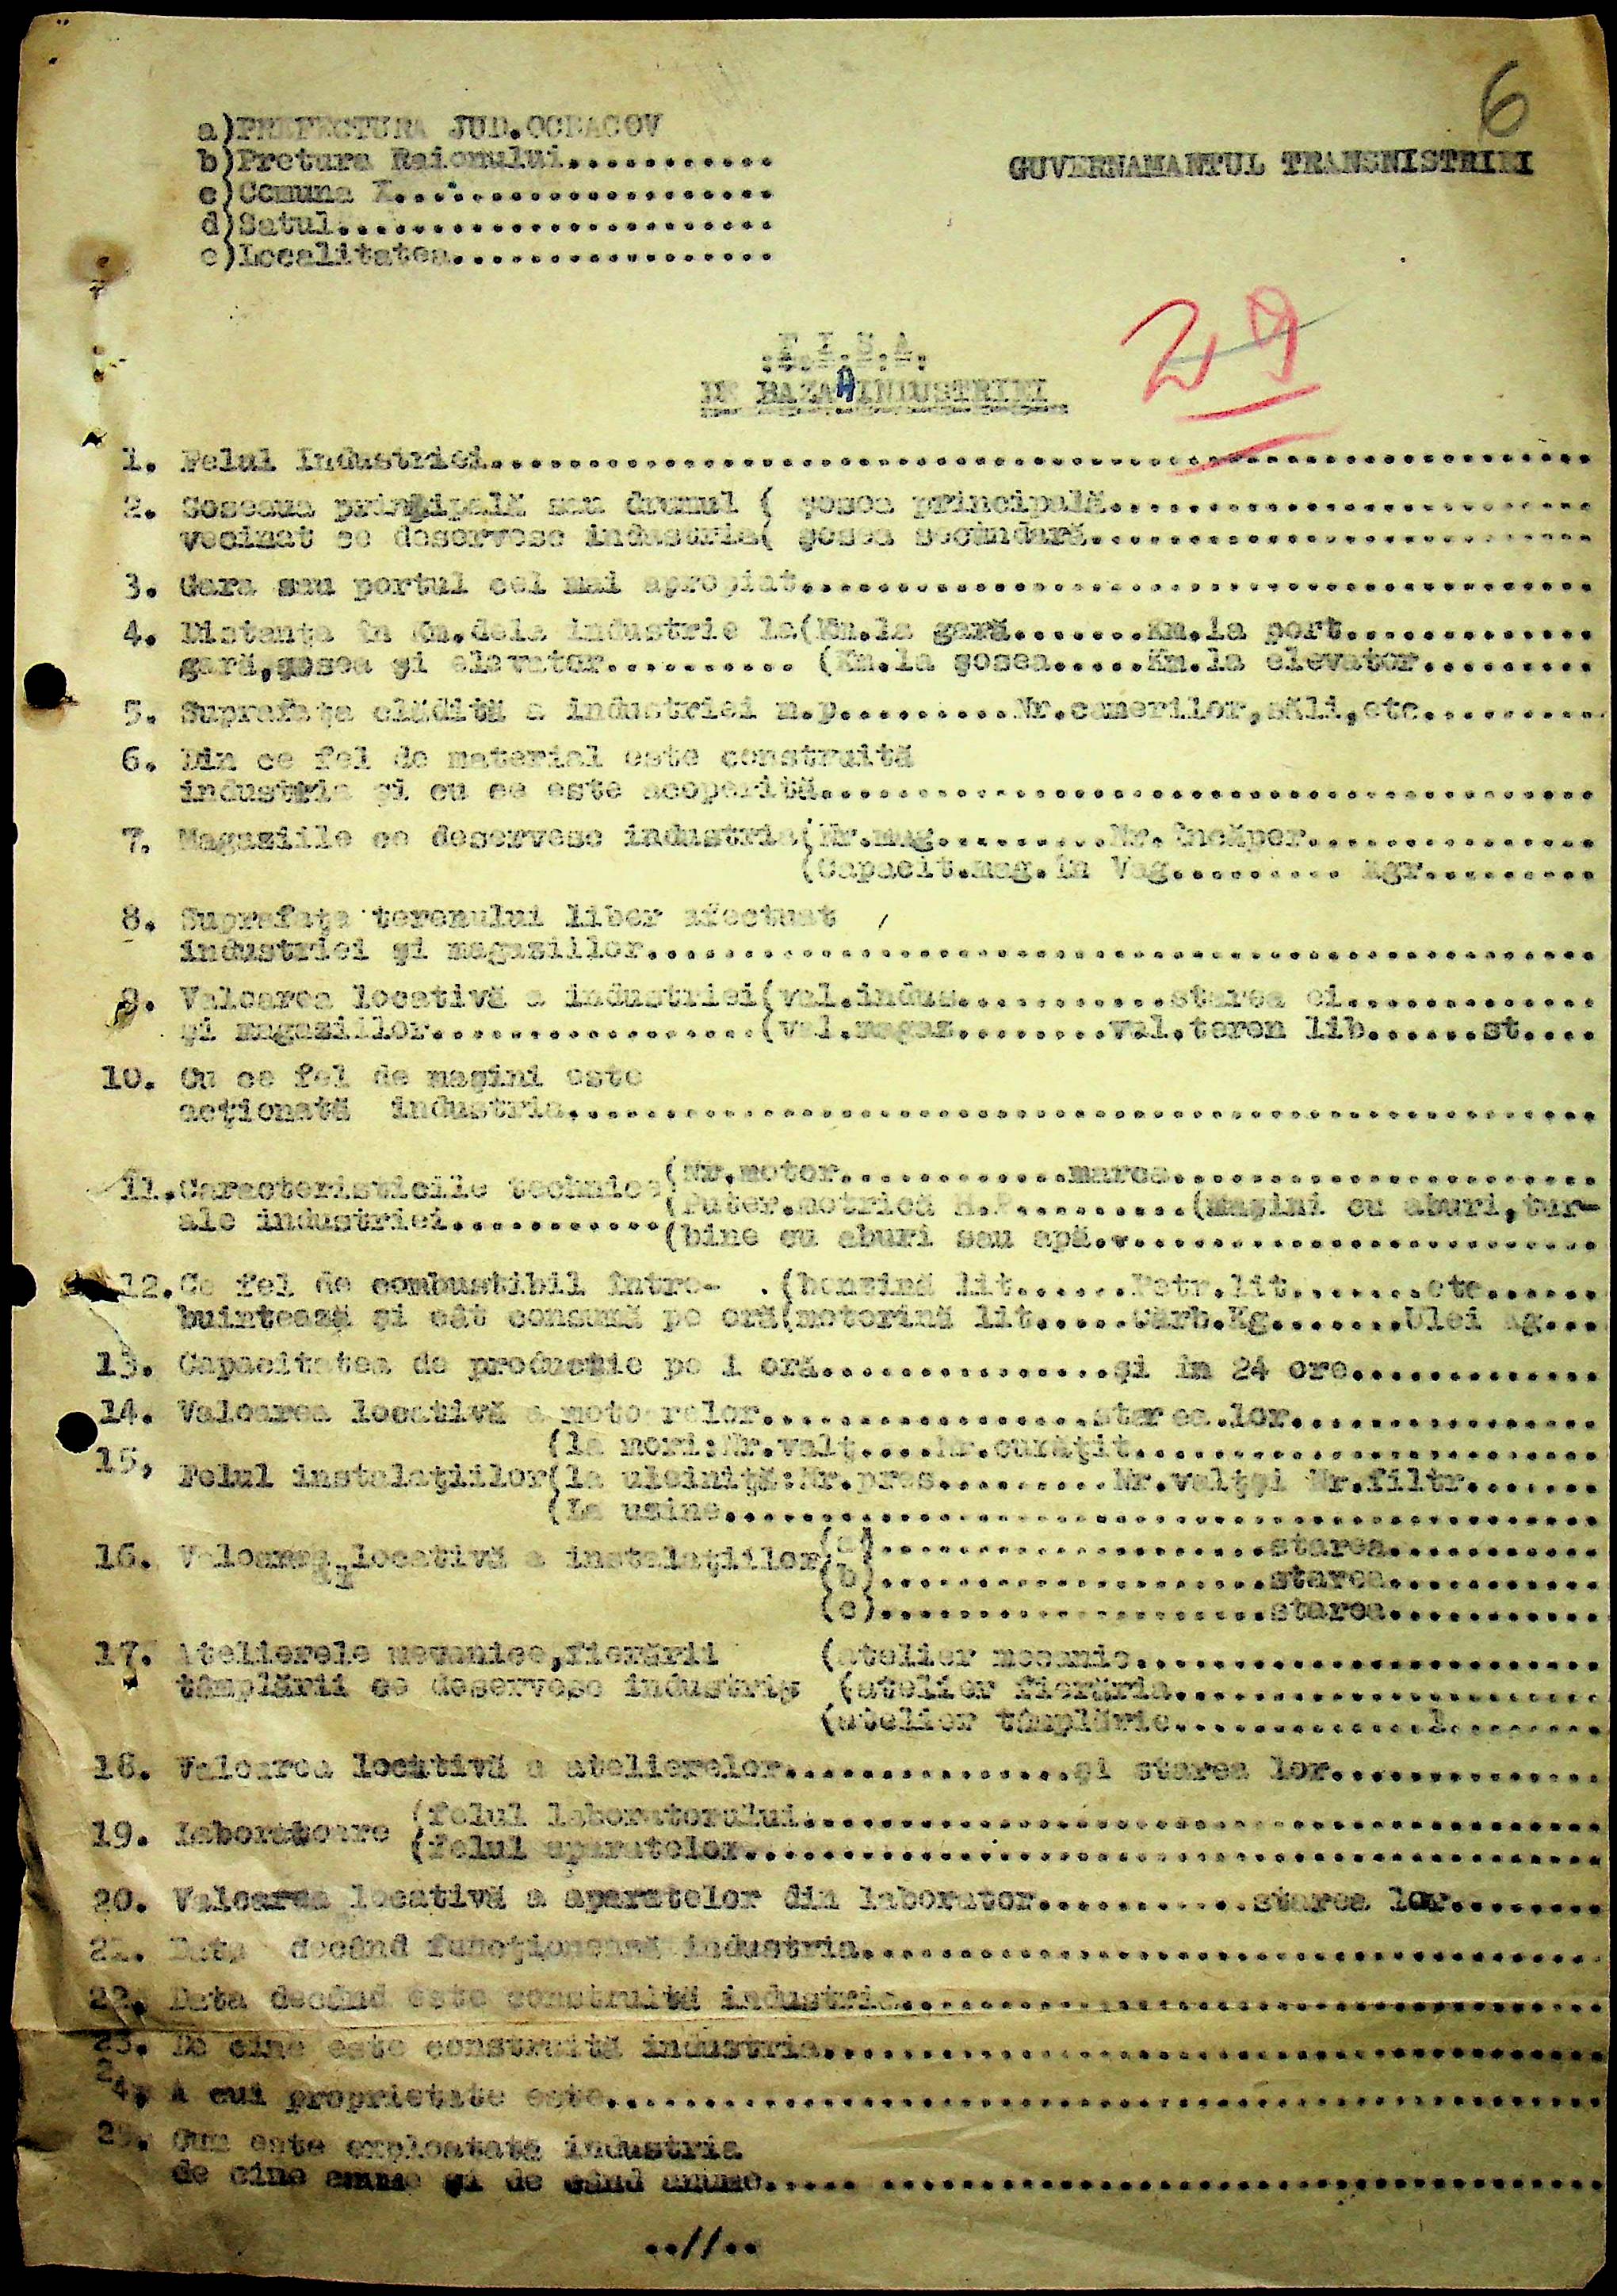 6
a)PREFECTURA JUD.OCEACOV
b)Pretura Raionului...........
GUVERNAMANTUL TRANSNISTRIEI
c)Comuna X....................
d)Satul.......................
e)Localitatea.................
29
.F.I.S.A.
IN BAZA A INDUSTRIEI
1. Felul Industriei..........................................................
2. Soseaua principală sau drumul ( şosea principală.........................
vecinat ce deservesc industria( şosea secundară..........................
3. Gara sau portul cel mai apropiat.........................................
4. Distanţa în Km.dela industrie la(Km.la gară.......Km.la port.............
gară,şosea şi elevator.......... (Km.la şosea.....Km.la elevator.........
5. Suprafaţa clădită a industriei m.p.........Nr.camerilor,săli,etc.........
6. Din ce fel de material este construită
industria şi cu ce este acoperită........................................
7. Magaziile ce deservesc industria(Nr.mag.........Nr.încăper...............
(Capacit.mag.în Vag......... Kgr.........
8. Suprafaţa terenului liber afectuat
industriei şi magaziilor.................................................
9. Valoarea locativă a industriei(val.indus...........starea ei.............
şi magaziilor.................(val.magaz........val.teren lib......st....
10. Cu ce fel de maşini este
acţionată industria.....................................................
11.Caracteristicile technice(Nr.motor............marca......................
ale industriei...........(Puter.motrică H.P.........(maşini cu aburi,tur-
(bine cu aburi sau apă..........................
12.Ce fel de combustibil între- .(benzină lit......Petr.lit.......etc......
buintează şi cât consumă pe oră(motorină lit.....Cărb.Kg.......Ulei Kg...
13. Capacitatea de producţie pe 1 oră...............şi în 24 ore.............
14. Valoarea locativă a motorelor.................starea.lor................
(la mori:Nr.valţ....Nr.curăţit........................
15, Felul instalaţiilor(la uleiniţă:Nr.pres.........Nr.valţşi Nr.filtr.......
(La uzine.............................................
16. Valoarea locativă a instalaţiilor(a)....................starea...........
(b)....................starea...........
(c)....................starea...........
17. Atelierele mecanice,fierării (atelier mecanic........................
tâmplării ce deservesc industria (atelier fierăria......................
(atelier tâmplărie.............1........
18. Valoarea locativă a atelierelor...............şi starea lor..............
19. Laboratoare (felul laboratorului.........................................
(felul aparatelor............................................
20. Valoarea locativă a aparatelor din laborator...........starea lor........
21. Data decând funcţionează industria......................................
22. Data decând este construită industria....................................
23. De cine este construită industria........................................
24. A cui proprietate este...................................................
25. Cum este exploatată industria
de cine anume şi de când anume..... .....................................
..//..